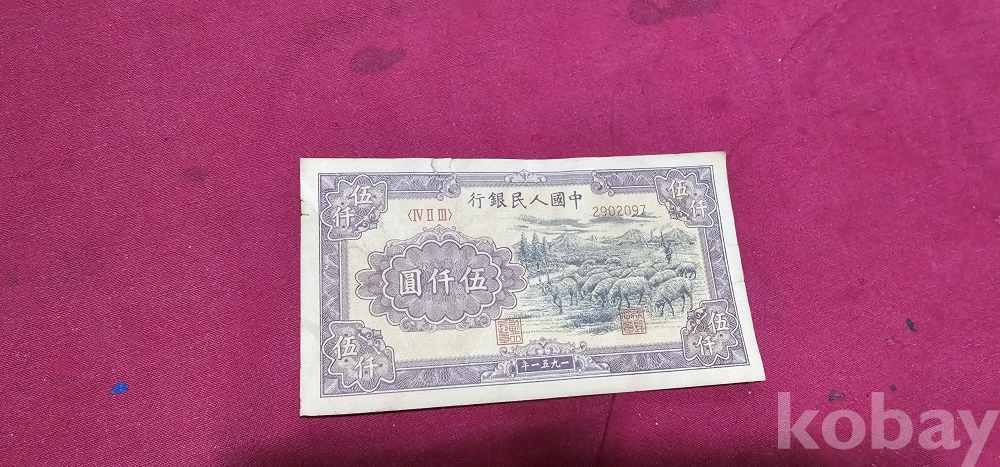 伍仟
伍仟
行銀民人國中
〈IV II III〉
2902097
圓仟伍
伍仟
伍仟
年一五九一
kobay